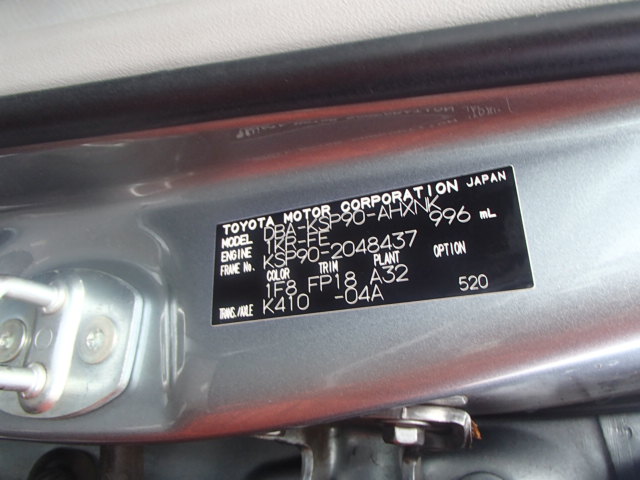 TOYOTA MOTOR CORPORATION JAPAN
MODEL DBA-KSP90-AHXNK
ENGINE 1KR-FE 996 mL
FRAME No. KSP90-2048437
COLOR TRIM PLANT OPTION
1F8 FP18 A32
TRANS./AXLE K410 -04A 520